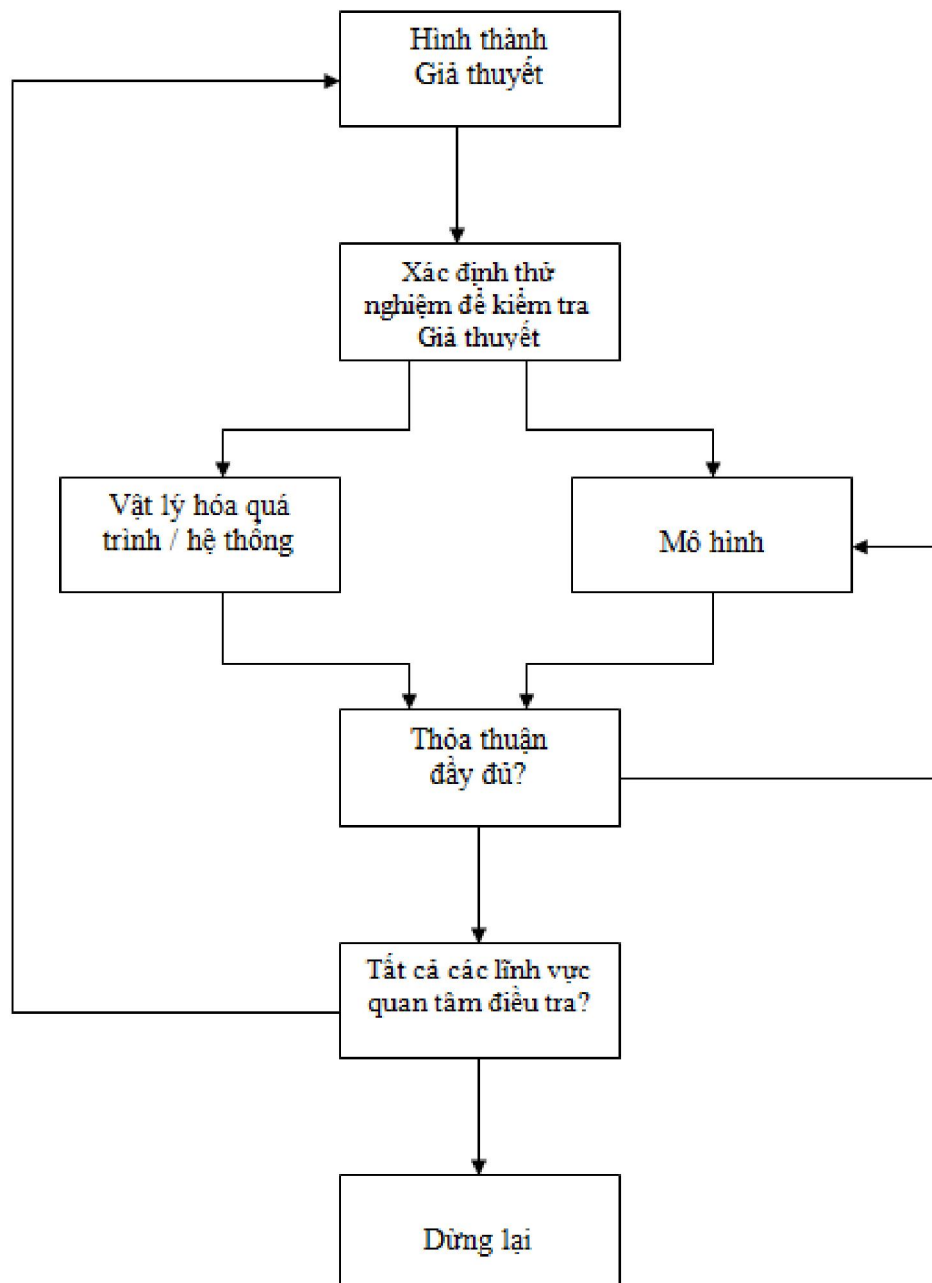 Hình thành
Giả thuyết
Xác định thử
nghiệm để kiểm tra
Giả thuyết
Vật lý hóa quá
trình / hệ thống
Mô hình
Thỏa thuận
đầy đủ?
Tất cả các lĩnh vực
quan tâm điều tra?
Dừng lại